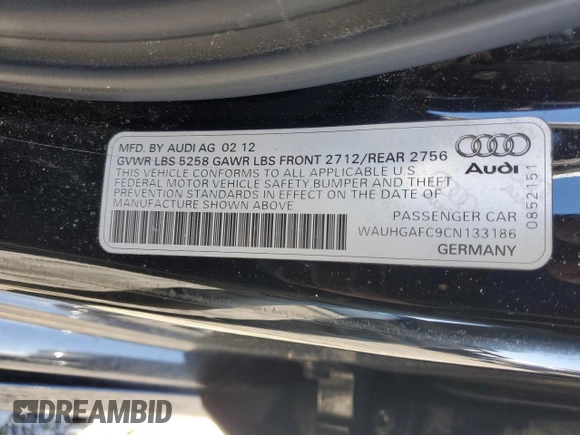 MFD. BY AUDI AG 02 12
GVWR LBS 5258 GAWR LBS FRONT 2712/REAR 2756
THIS VEHICLE CONFORMS TO ALL APPLICABLE U.S.
FEDERAL MOTOR VEHICLE SAFETY,BUMPER AND THEFT
PREVENTION STANDARDS IN EFFECT ON THE DATE OF
MANUFACTURE SHOWN ABOVE
Audi
0852151
PASSENGER CAR
WAUHGAFC9CN133186
GERMANY
DREAMBID